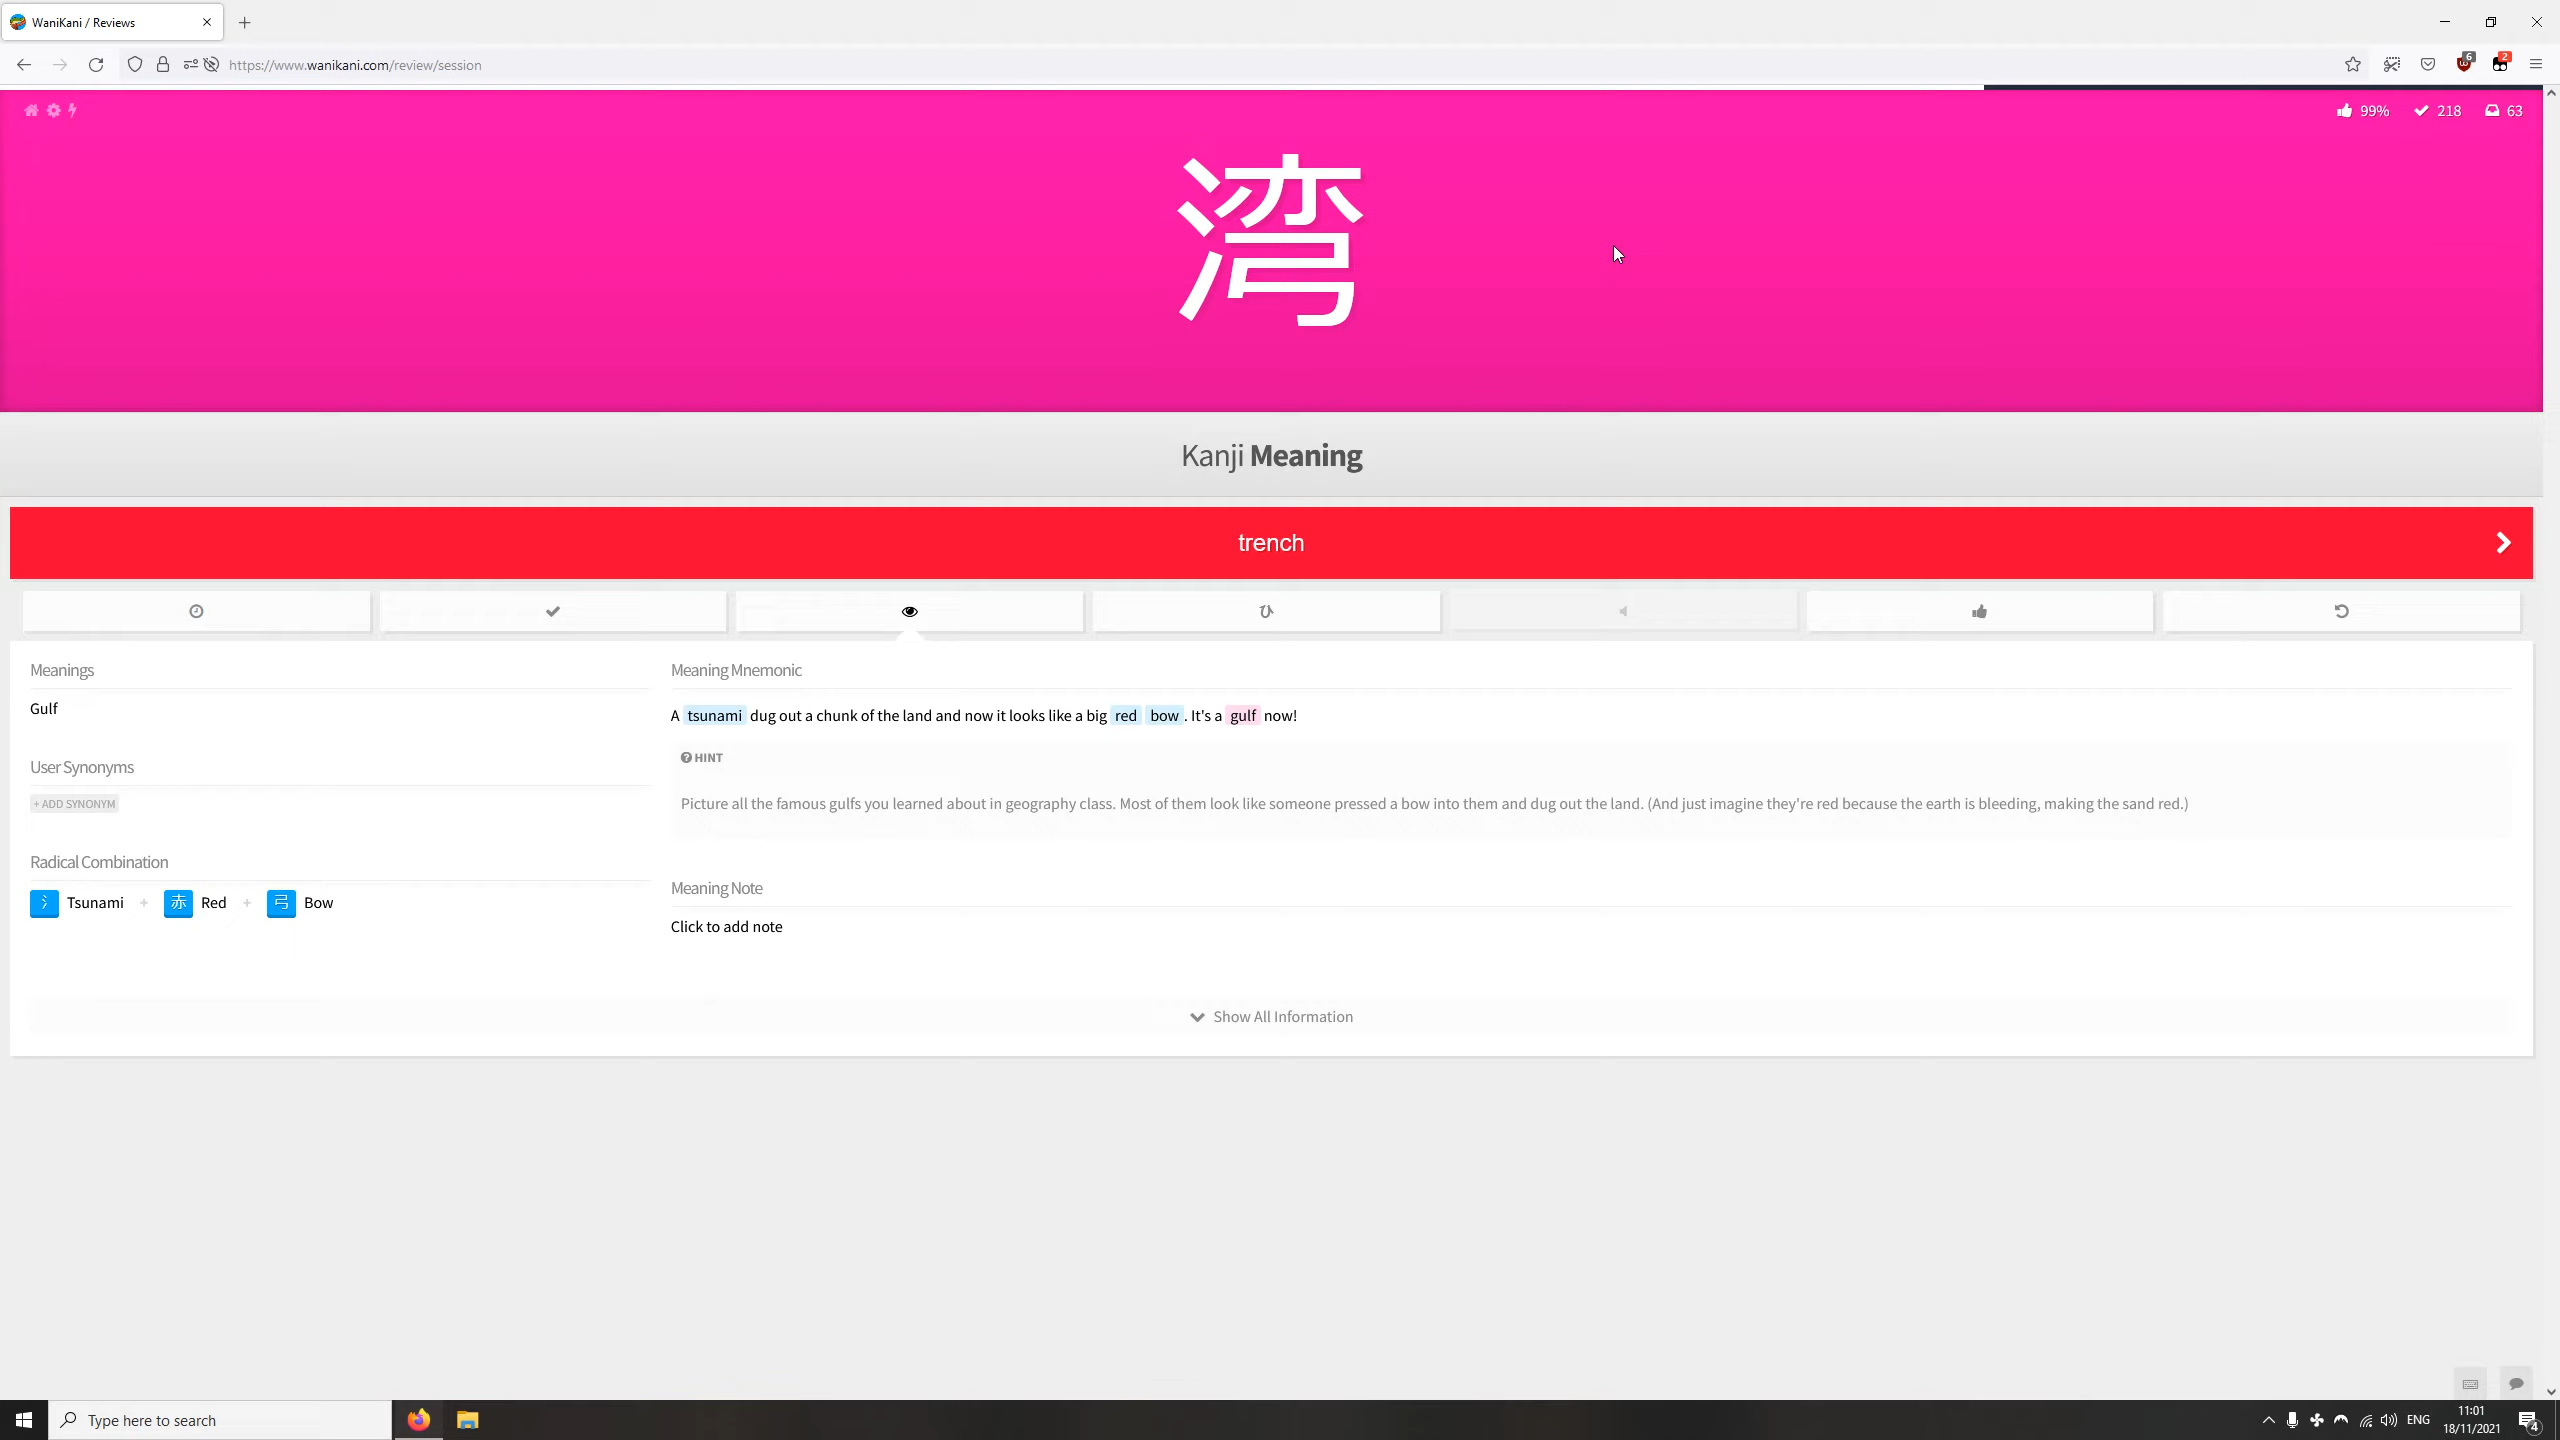 WaniKani / Reviews
https://www.wanikani.com/review/session
6
2
99% 218 63
湾
Kanji Meaning
trench
ひ
Meanings
Gulf
User Synonyms
+ ADD SYNONYM
Radical Combination
氵 Tsunami + 赤 Red + 弓 Bow
Meaning Mnemonic
A tsunami dug out a chunk of the land and now it looks like a big red bow. It's a gulf now!
HINT
Picture all the famous gulfs you learned about in geography class. Most of them look like someone pressed a bow into them and dug out the land. (And just imagine they're red because the earth is bleeding, making the sand red.)
Meaning Note
Click to add note
Show All Information
Type here to search
ENG
11:01
18/11/2021
4